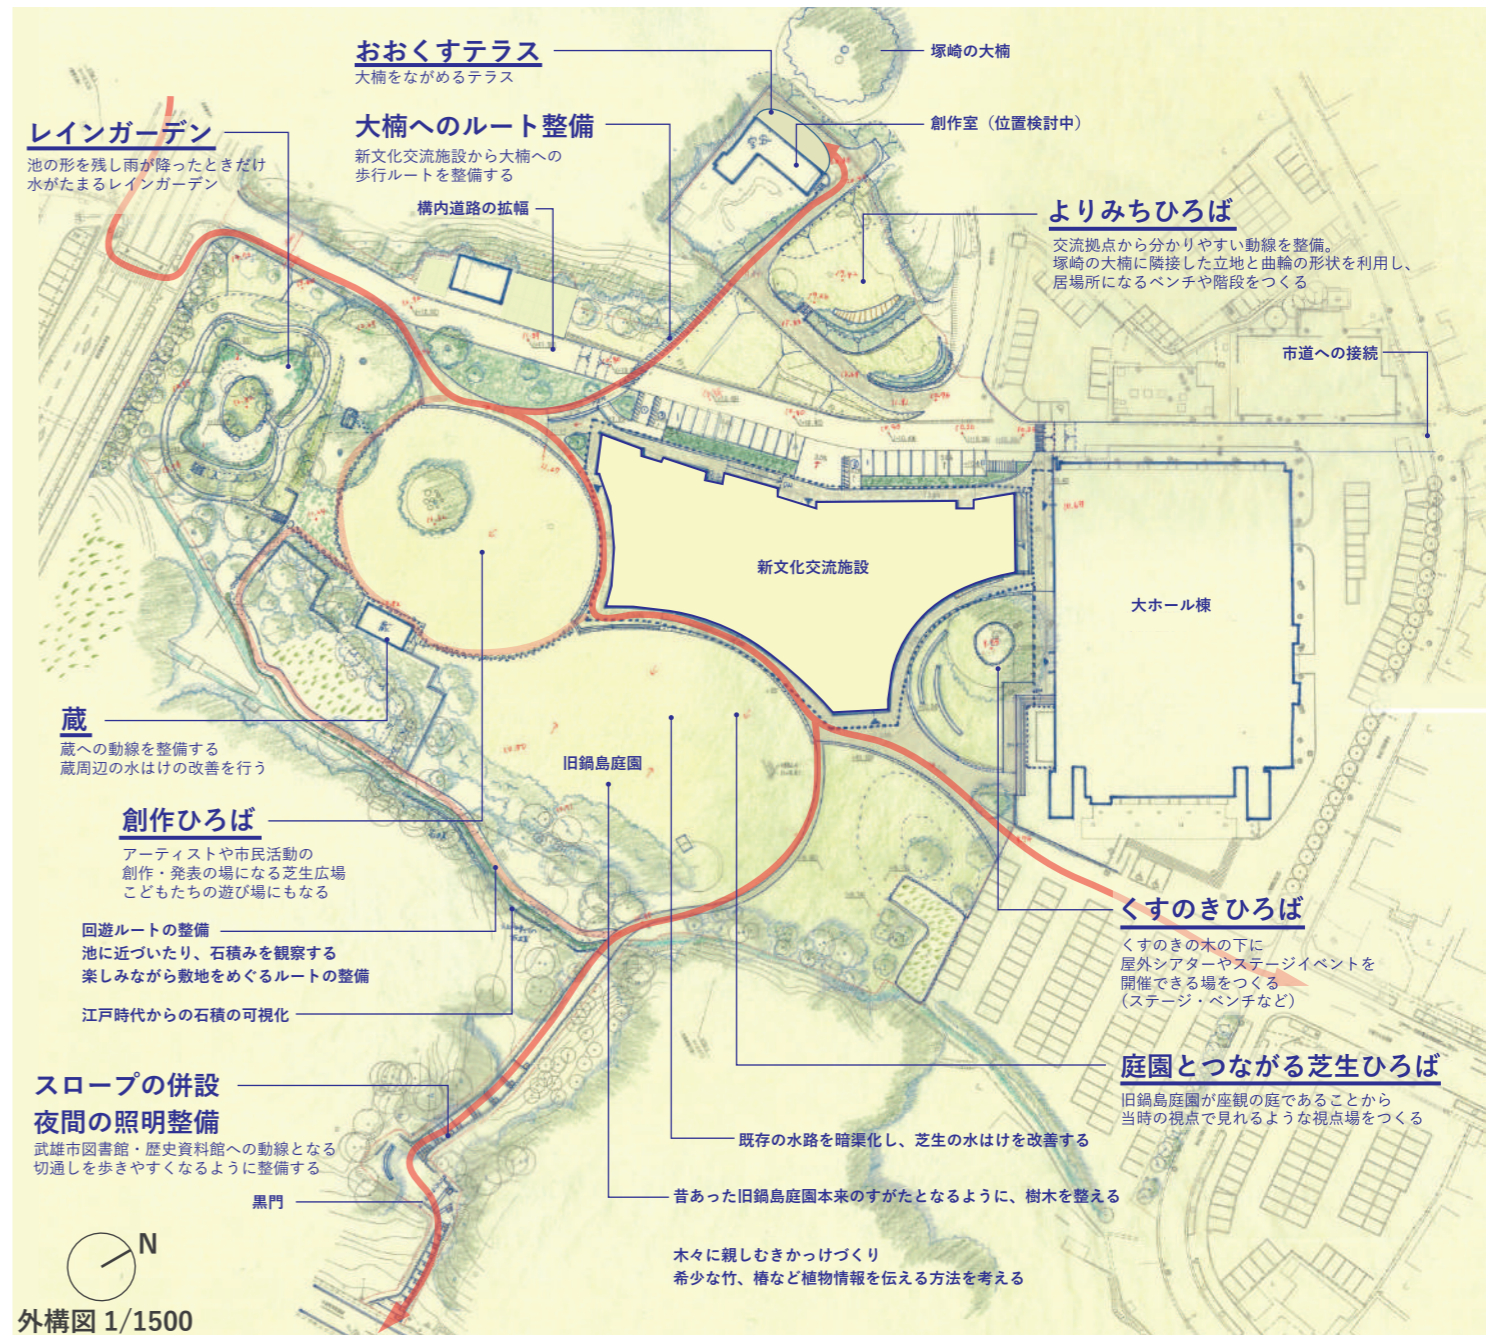 おおくすテラス
大楠をながめるテラス
塚崎の大楠
レインガーデン
池の形を残し雨が降ったときだけ
水がたまるレインガーデン
大楠へのルート整備
新文化交流施設から大楠への
歩行ルートを整備する
創作室（位置検討中）
構内道路の拡幅
よりみちひろば
交流拠点から分かりやすい動線を整備。
塚崎の大楠に隣接した立地と曲輪の形状を利用し、
居場所になるベンチや階段をつくる
市道への接続
新文化交流施設
大ホール棟
蔵
蔵への動線を整備する
蔵周辺の水はけの改善を行う
旧鍋島庭園
創作ひろば
アーティストや市民活動の
創作・発表の場になる芝生広場
こどもたちの遊び場にもなる
回遊ルートの整備
池に近づいたり、石積みを観察する
楽しみながら敷地をめぐるルートの整備
江戸時代からの石積の可視化
くすのきひろば
くすのきの木の下に
屋外シアターやステージイベントを
開催できる場をつくる
（ステージ・ベンチなど）
スロープの併設
夜間の照明整備
武雄市図書館・歴史資料館への動線となる
切通しを歩きやすくなるように整備する
黒門
庭園とつながる芝生ひろば
旧鍋島庭園が座観の庭であることから
当時の視点で見れるような視点場をつくる
既存の水路を暗渠化し、芝生の水はけを改善する
昔あった旧鍋島庭園本来のすがたとなるように、樹木を整える
木々に親しむきかっけづくり
希少な竹、椿など植物情報を伝える方法を考える
N
外構図 1/1500